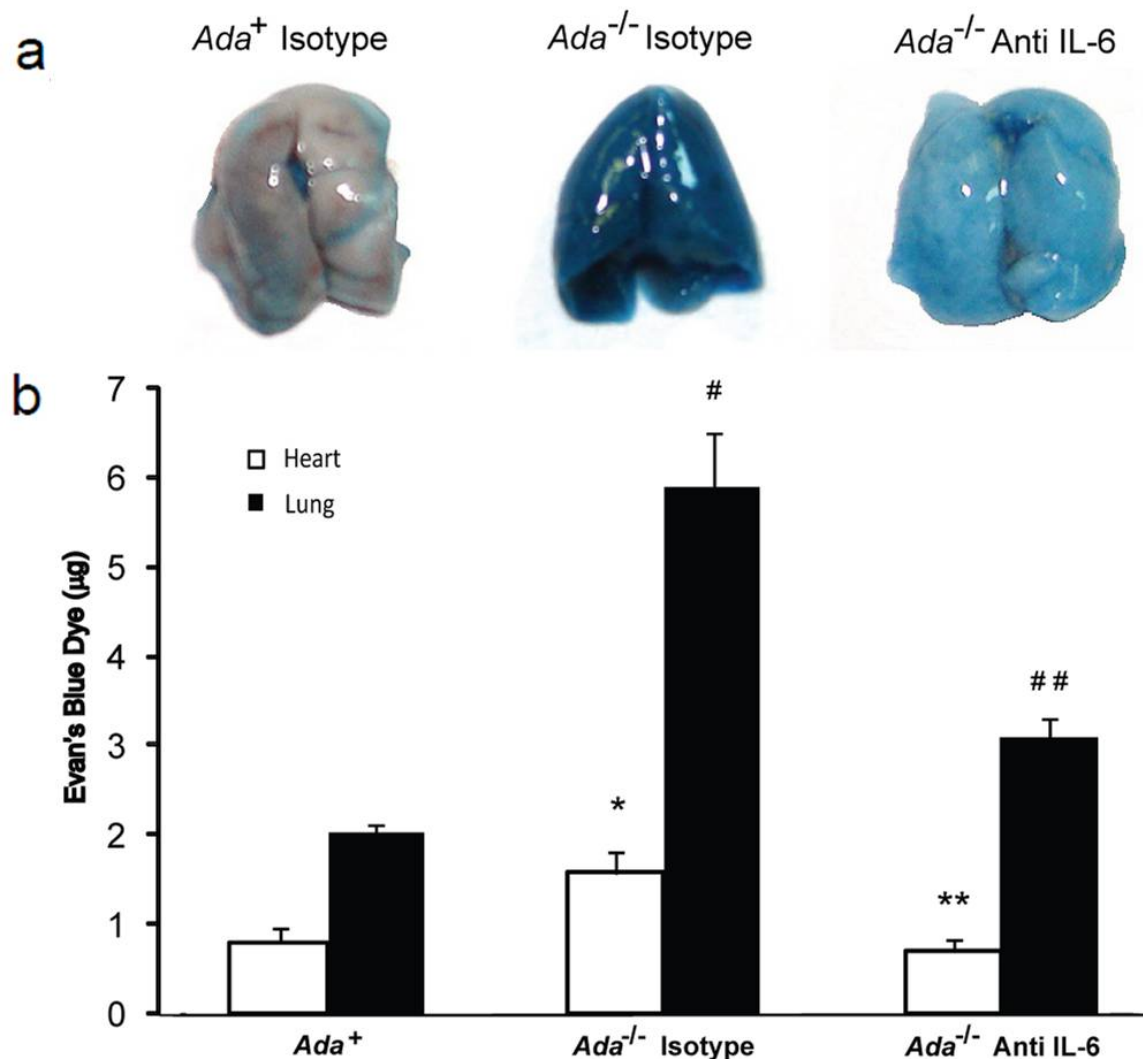 a
Ada+ Isotype
Ada-/- Isotype
Ada-/- Anti IL-6
b
Evan's Blue Dye (µg)
7
6
5
4
3
2
1
0
Heart
Lung
#
*
**
##
Ada+
Ada-/- Isotype
Ada-/- Anti IL-6